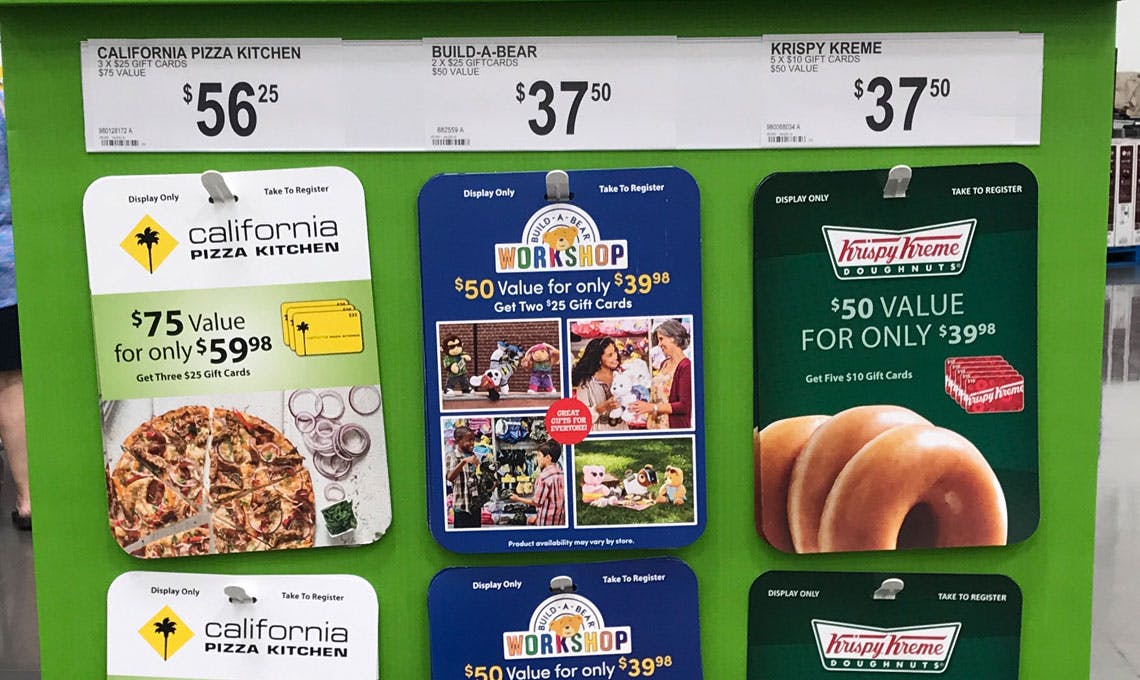 CALIFORNIA PIZZA KITCHEN
3 X $25 GIFT CARDS
$75 VALUE
$56 25
980128172 A
BUILD-A-BEAR
2 X $25 GIFTCARDS
$50 VALUE
$37 50
882559 A
KRISPY KREME
5 X $10 GIFT CARDS
$50 VALUE
$37 50
980088034 A
Display Only
Take To Register
california
PIZZA KITCHEN
$75 Value
for only $59 98
Get Three $25 Gift Cards
Display Only
Take To Register
BUILD-A-BEAR
WORKSHOP
$50 Value for only $39 98
Get Two $25 Gift Cards
GREAT
GIFTS FOR
EVERYONE!
Product availability may vary by store.
DISPLAY ONLY
TAKE TO REGISTER
Krispy Kreme
DOUGHNUTS
$50 VALUE
FOR ONLY $39 98
Get Five $10 Gift Cards
Krispy Kreme
Display Only
Take To Register
california
PIZZA KITCHEN
Display Only
Take To Register
BUILD-A-BEAR
WORKSHOP
$50 Value for only $39 98
DISPLAY ONLY
TAKE TO REGISTER
Krispy Kreme
DOUGHNUTS